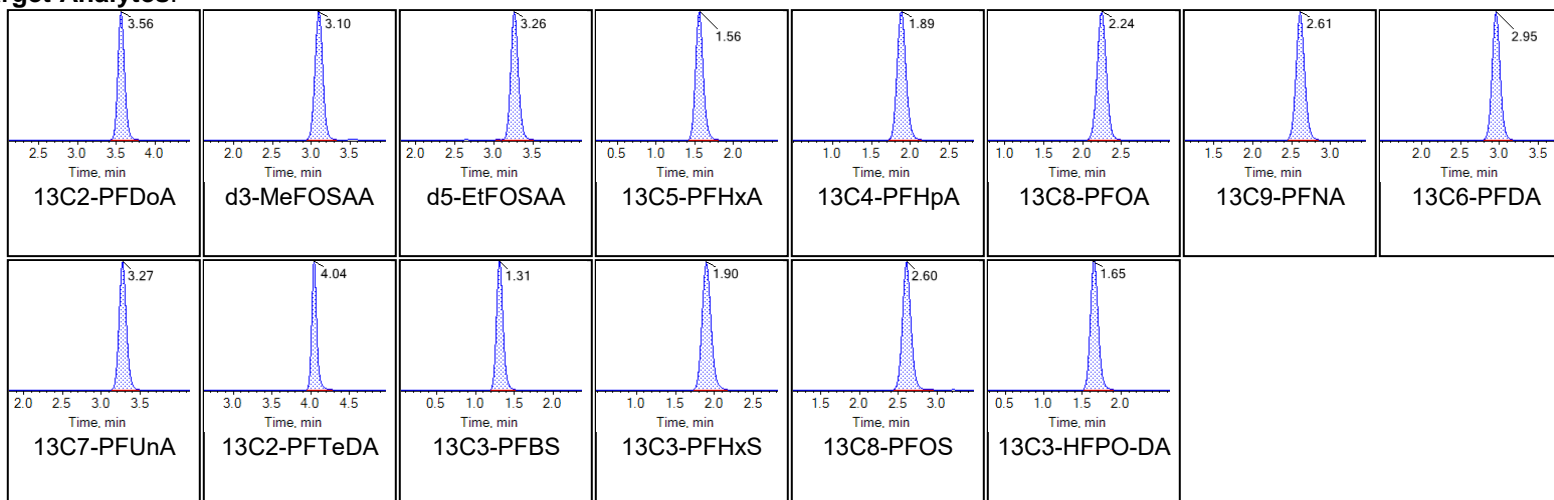 rget Analytes:
3.56 3.10 3.26 1.56 1.89 2.24 2.61 2.95
2.5 3.0 3.5 4.0 2.0 2.5 3.0 3.5 2.0 2.5 3.0 3.5 0.5 1.0 1.5 2.0 1.0 1.5 2.0 2.5 1.0 1.5 2.0 2.5 1.5 2.0 2.5 3.0 2.0 2.5 3.0 3.5
Time, min Time, min Time, min Time, min Time, min Time, min Time, min Time, min
13C2-PFDoA d3-MeFOSAA d5-EtFOSAA 13C5-PFHxA 13C4-PFHpA 13C8-PFOA 13C9-PFNA 13C6-PFDA
3.27 4.04 1.31 1.90 2.60 1.65
2.0 2.5 3.0 3.5 3.0 3.5 4.0 4.5 0.5 1.0 1.5 2.0 1.0 1.5 2.0 2.5 1.5 2.0 2.5 3.0 0.5 1.0 1.5 2.0
Time, min Time, min Time, min Time, min Time, min Time, min
13C7-PFUnA 13C2-PFTeDA 13C3-PFBS 13C3-PFHxS 13C8-PFOS 13C3-HFPO-DA